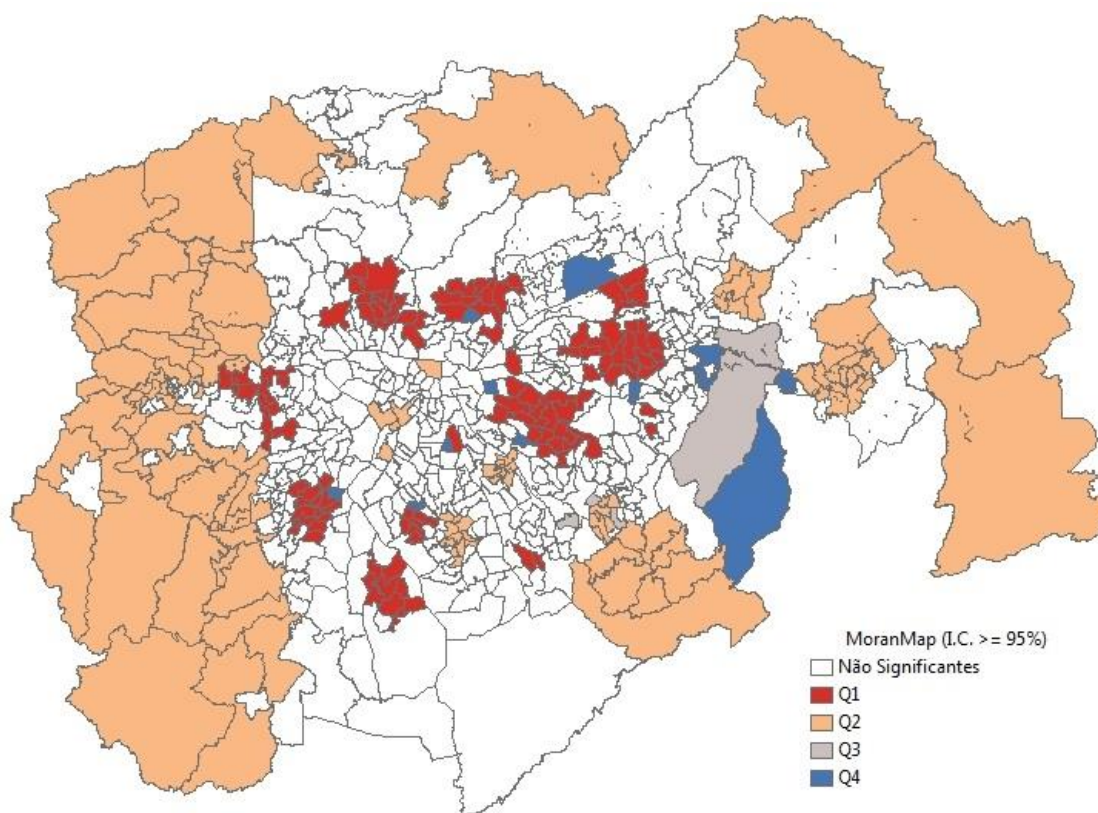 MoranMap (I.C. >= 95%)
Não Significantes
Q1
Q2
Q3
Q4